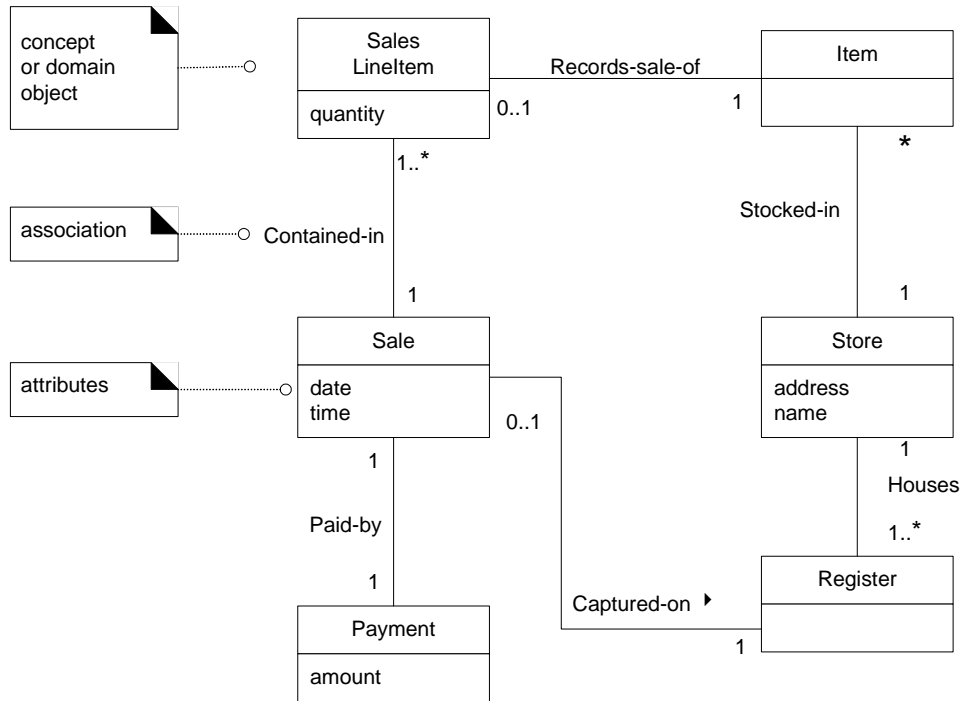 concept
or domain
object
Sales
LineItem
quantity
Records-sale-of
0..1
1
Item
1..*
*
association
Contained-in
Stocked-in
1
1
attributes
Sale
date
time
0..1
Store
address
name
1
1
Houses
Paid-by
1..*
1
Captured-on
1
Register
Payment
amount